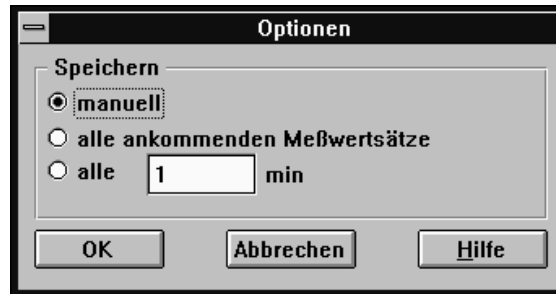 Optionen
Speichern
manuell
alle ankommenden Meßwertsätze
alle 1 min
OK Abbrechen Hilfe